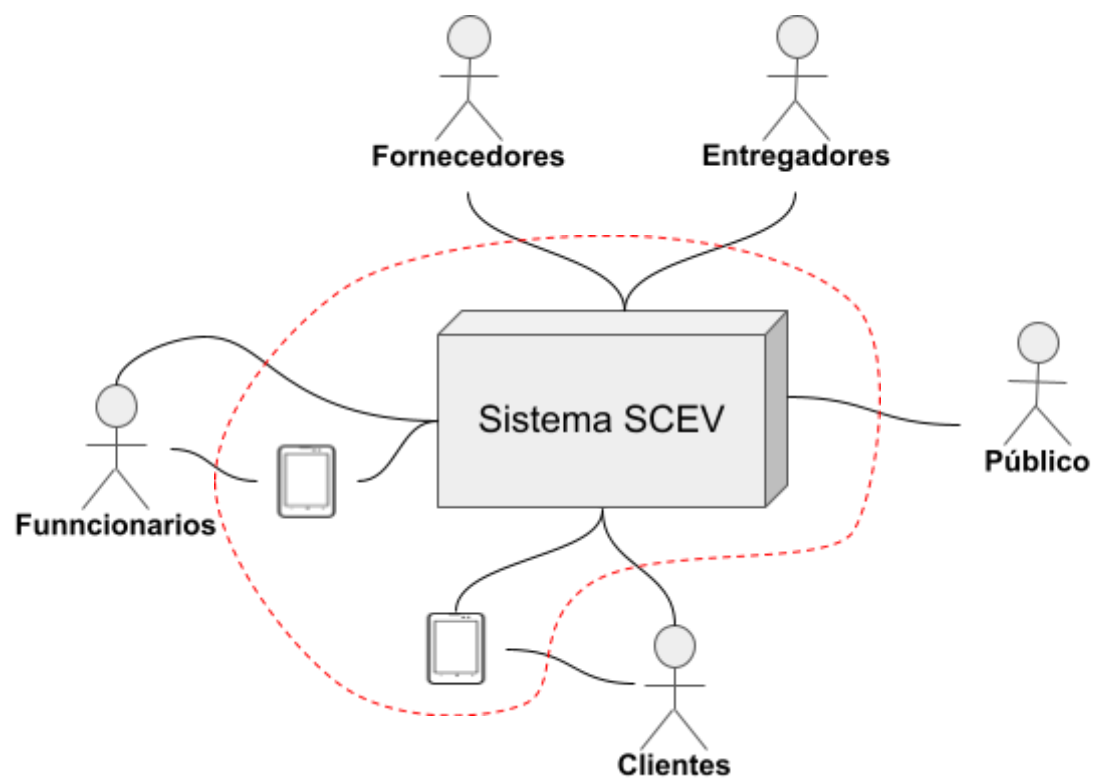 Fornecedores
Entregadores
Sistema SCEV
Público
Funncionarios
Clientes